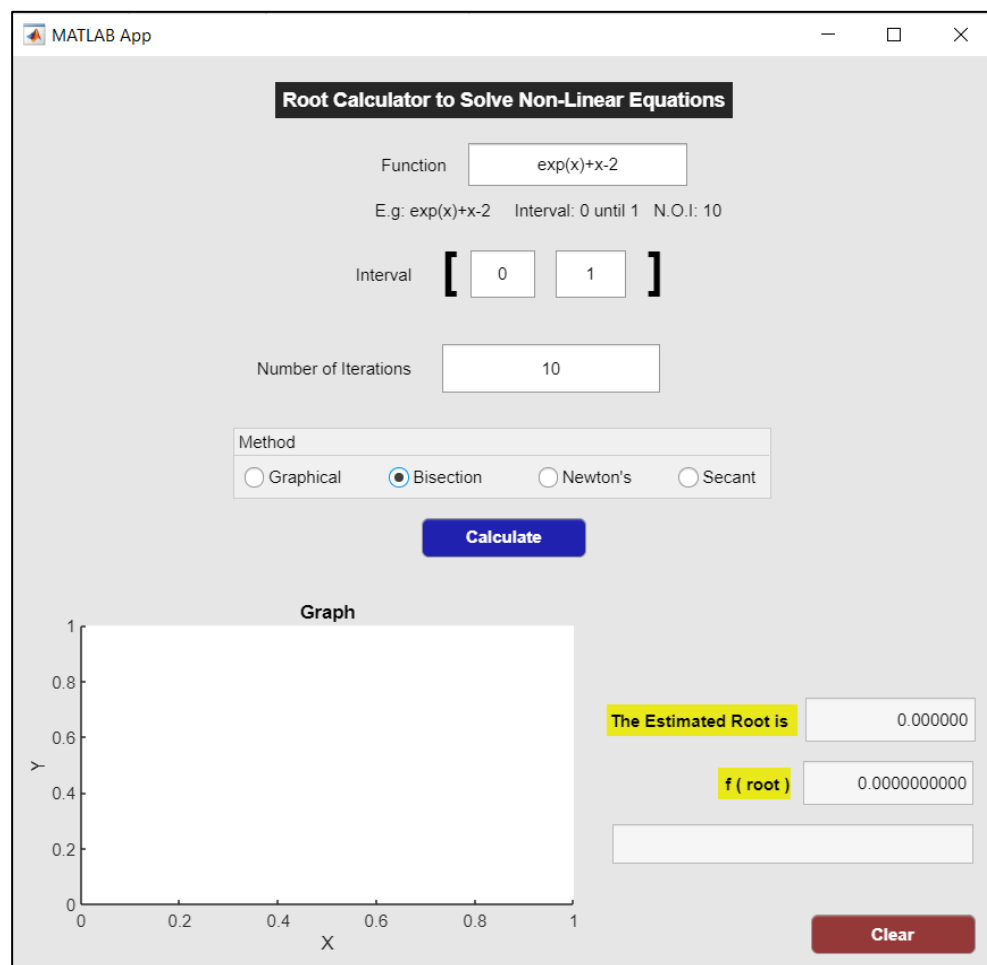 MATLAB App
Root Calculator to Solve Non-Linear Equations
Function exp(x)+x-2
E.g: exp(x)+x-2 Interval: 0 until 1 N.O.I: 10
Interval [ 0 1 ]
Number of Iterations 10
Method
Graphical Bisection Newton's Secant
Calculate
Graph
1
0.8
0.6
0.4
0.2
0
Y
0 0.2 0.4 0.6 0.8 1
X
The Estimated Root is 0.000000
f ( root ) 0.0000000000
Clear